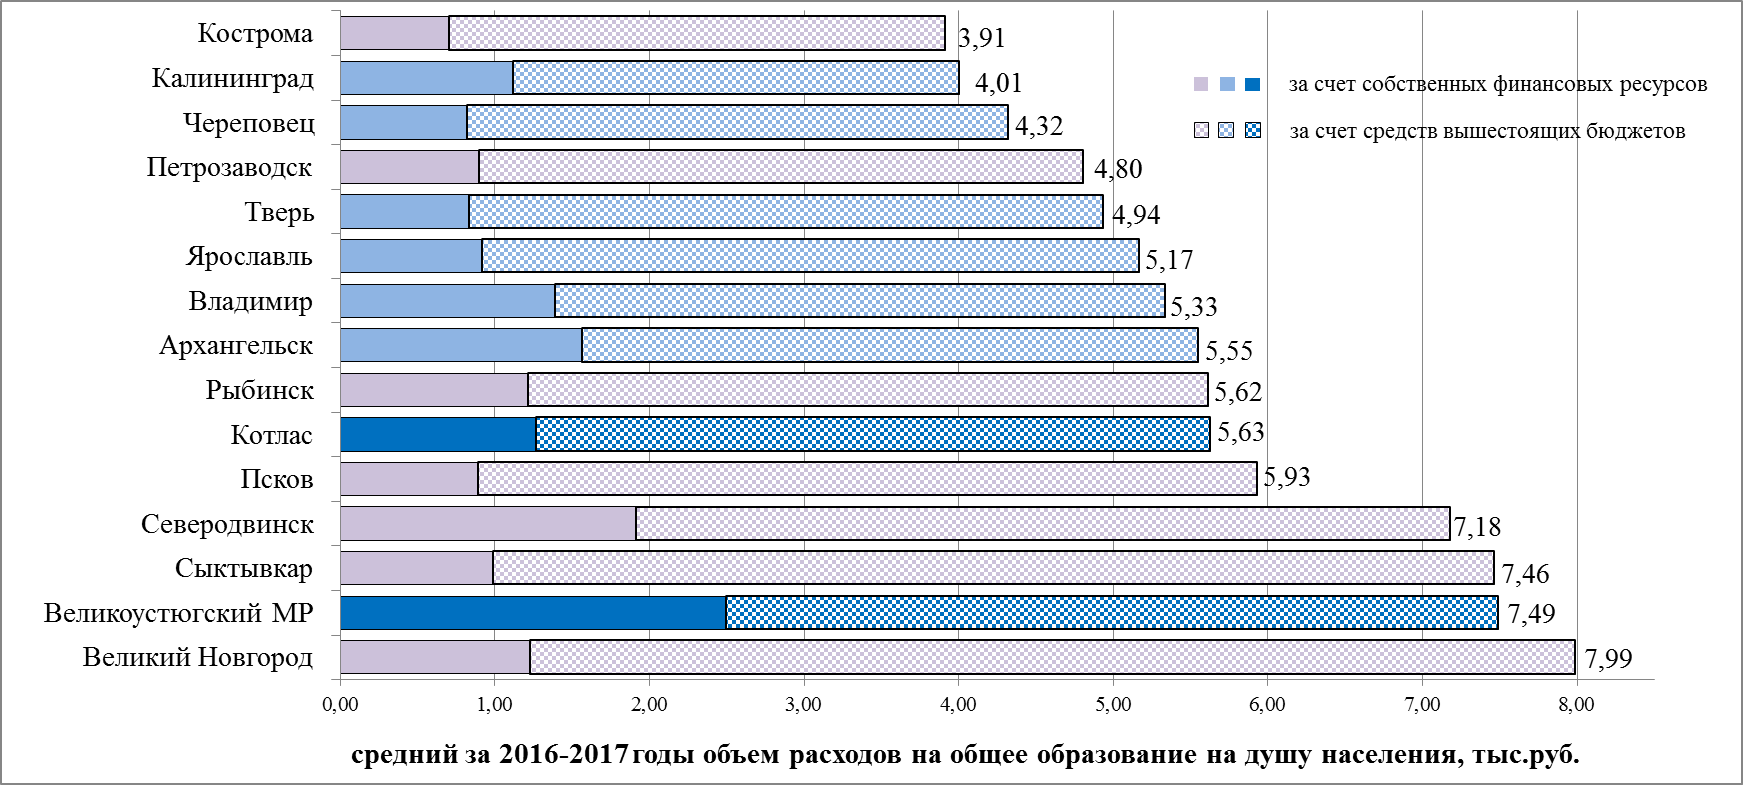 Кострома 3,91
Калининград 4,01
за счет собственных финансовых ресурсов
Череповец 4,32
за счет средств вышестоящих бюджетов
Петрозаводск 4,80
Тверь 4,94
Ярославль 5,17
Владимир 5,33
Архангельск 5,55
Рыбинск 5,62
Котлас 5,63
Псков 5,93
Северодвинск 7,18
Сыктывкар 7,46
Великоустюгский МР 7,49
Великий Новгород 7,99
0,00 1,00 2,00 3,00 4,00 5,00 6,00 7,00 8,00
средний за 2016-2017 годы объем расходов на общее образование на душу населения, тыс.руб.